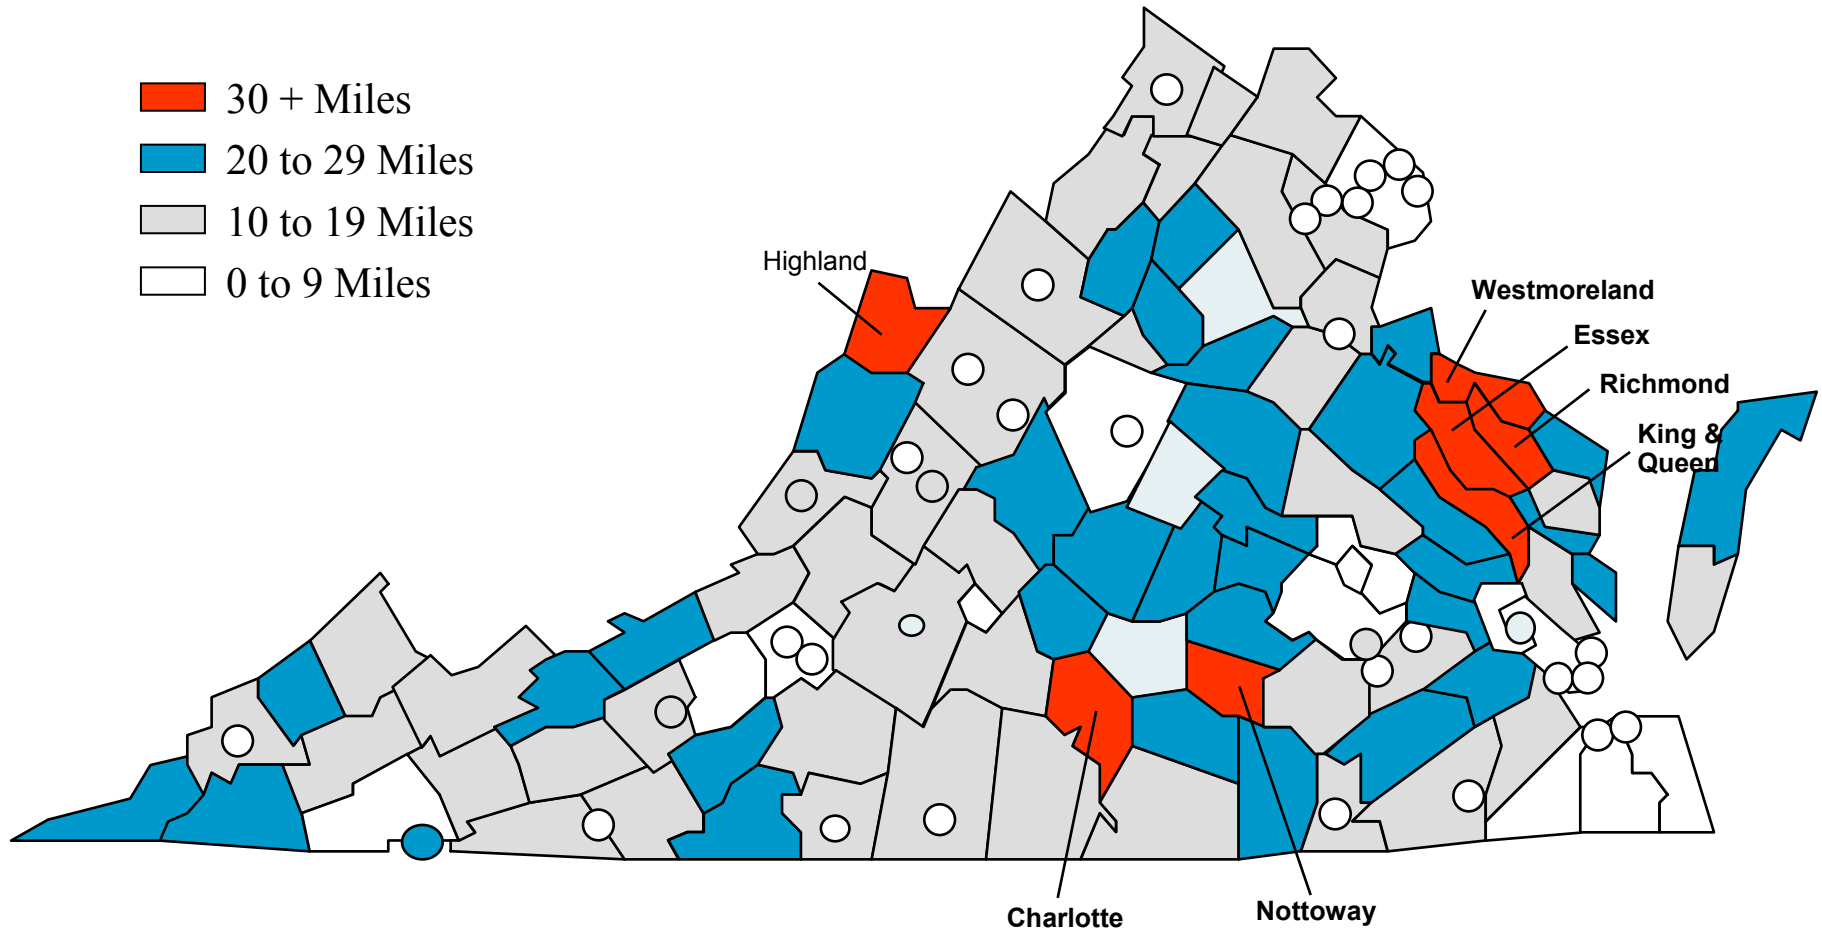 30 + Miles
20 to 29 Miles
10 to 19 Miles
0 to 9 Miles
Highland
Westmoreland
Essex
Richmond
King &
Queen
Charlotte
Nottoway